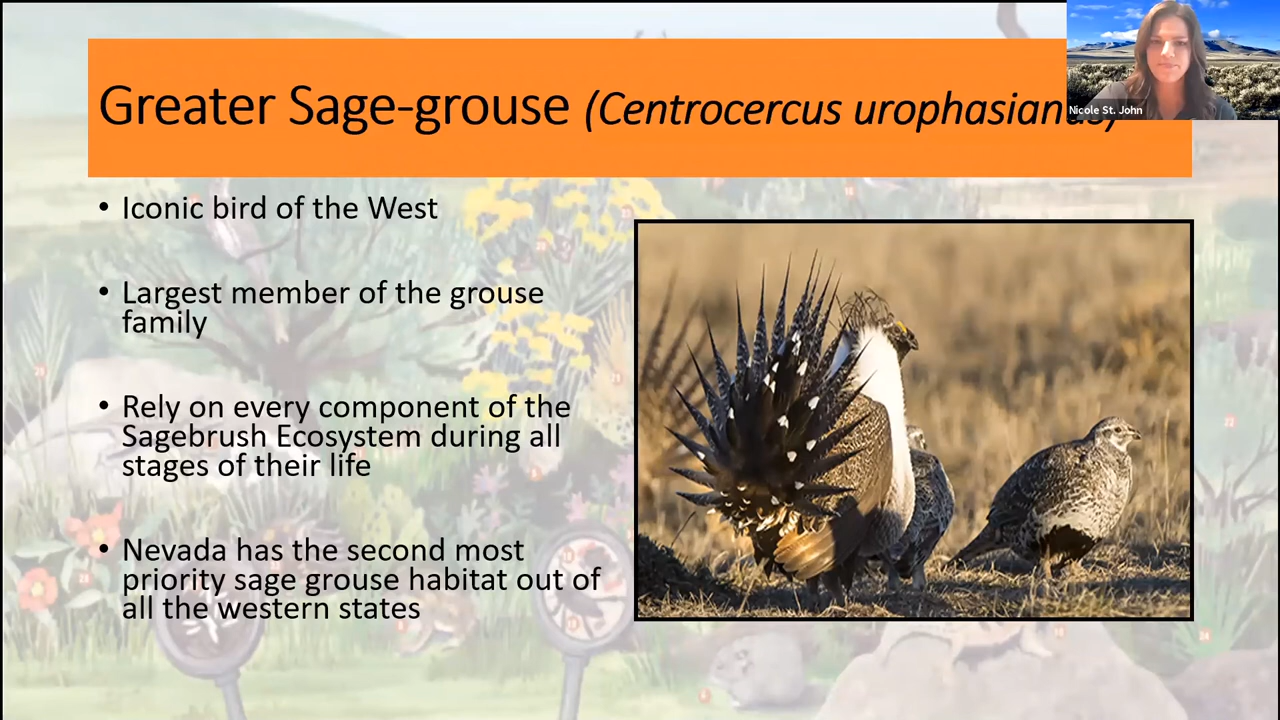 Greater Sage-grouse (Centrocercus urophasianus)
Nicole St. John
• Iconic bird of the West
• Largest member of the grouse
family
• Rely on every component of the
Sagebrush Ecosystem during all
stages of their life
• Nevada has the second most
priority sage grouse habitat out of
all the western states